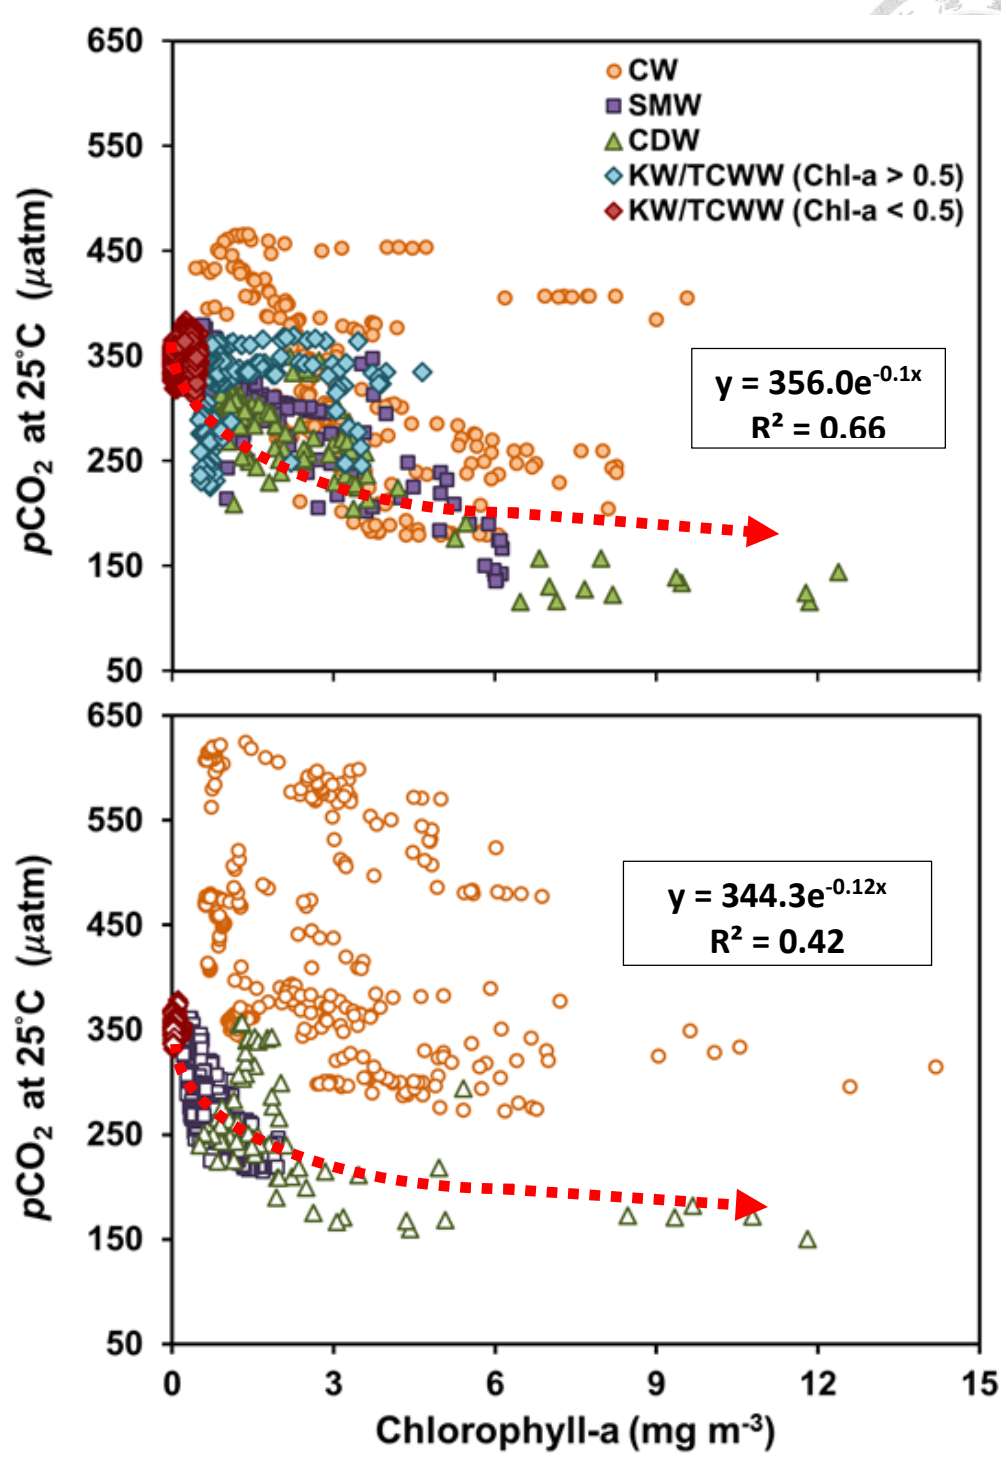 650
550
450
350
250
150
50
pCO₂ at 25°C (μatm)
CW
SMW
CDW
KW/TCWW (Chl-a > 0.5)
KW/TCWW (Chl-a < 0.5)
y = 356.0e⁻⁰·¹ˣ
R² = 0.66
650
550
450
350
250
150
50
pCO₂ at 25°C (μatm)
y = 344.3e⁻⁰·¹²ˣ
R² = 0.42
0 3 6 9 12 15
Chlorophyll-a (mg m⁻³)